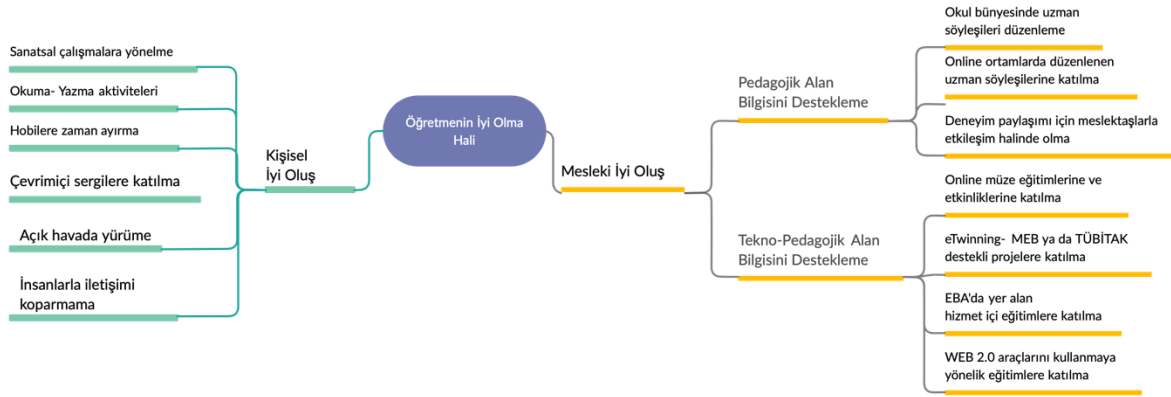 Öğretmenin İyi Olma
Hali
Kişisel
İyi Oluş
Sanatsal çalışmalara yönelme
Okuma- Yazma aktiviteleri
Hobilere zaman ayırma
Çevrimiçi sergilere katılma
Açık havada yürüme
İnsanlarla iletişimi
koparmama
Mesleki İyi Oluş
Pedagojik Alan
Bilgisini Destekleme
Okul bünyesinde uzman
söyleşileri düzenleme
Online ortamlarda düzenlenen
uzman söyleşilerine katılma
Deneyim paylaşımı için meslektaşlarla
etkileşim halinde olma
Tekno-Pedagojik Alan
Bilgisini Destekleme
Online müze eğitimlerine ve
etkinliklerine katılma
eTwinning- MEB ya da TÜBİTAK
destekli projelere katılma
EBA'da yer alan
hizmet içi eğitimlere katılma
WEB 2.0 araçlarını kullanmaya
yönelik eğitimlere katılma